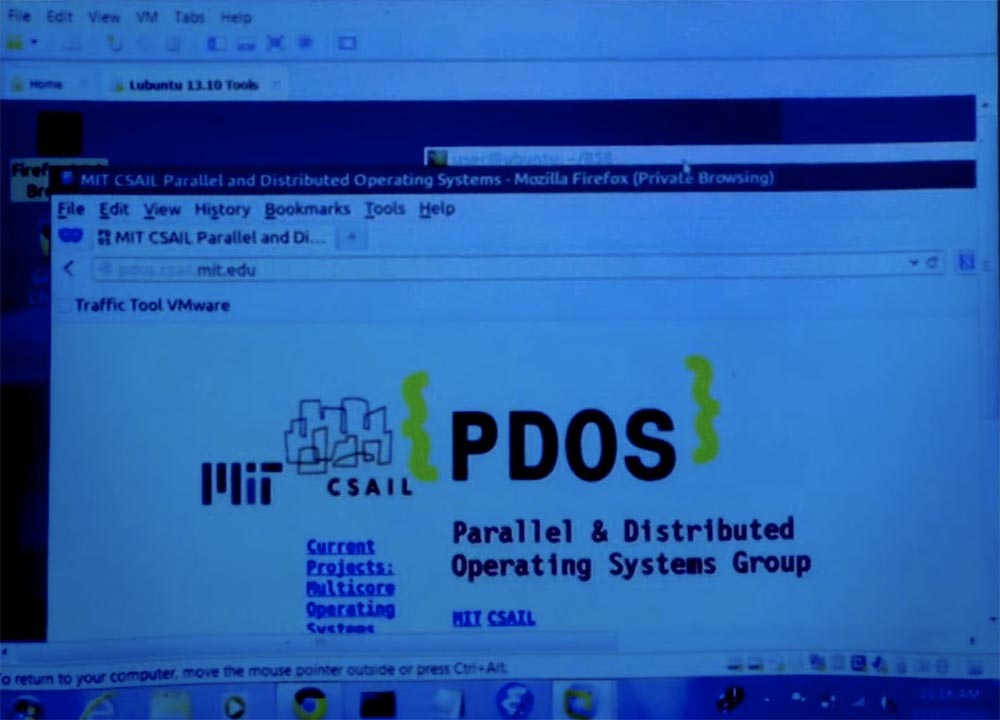 File Edit View VM Tabs Help
Home
Lubuntu 13.10 Tools
user@ubuntu: ~/858
MIT CSAIL Parallel and Distributed Operating Systems - Mozilla Firefox (Private Browsing)
File Edit View History Bookmarks Tools Help
MIT CSAIL Parallel and Di...
pdos.csail.mit.edu
Traffic Tool VMware
{PDOS}
MIT
CSAIL
Parallel & Distributed
Operating Systems Group
Current
Projects:
Multicore
Operating
Systems
MIT CSAIL
To return to your computer, move the mouse pointer outside or press Ctrl+Alt.